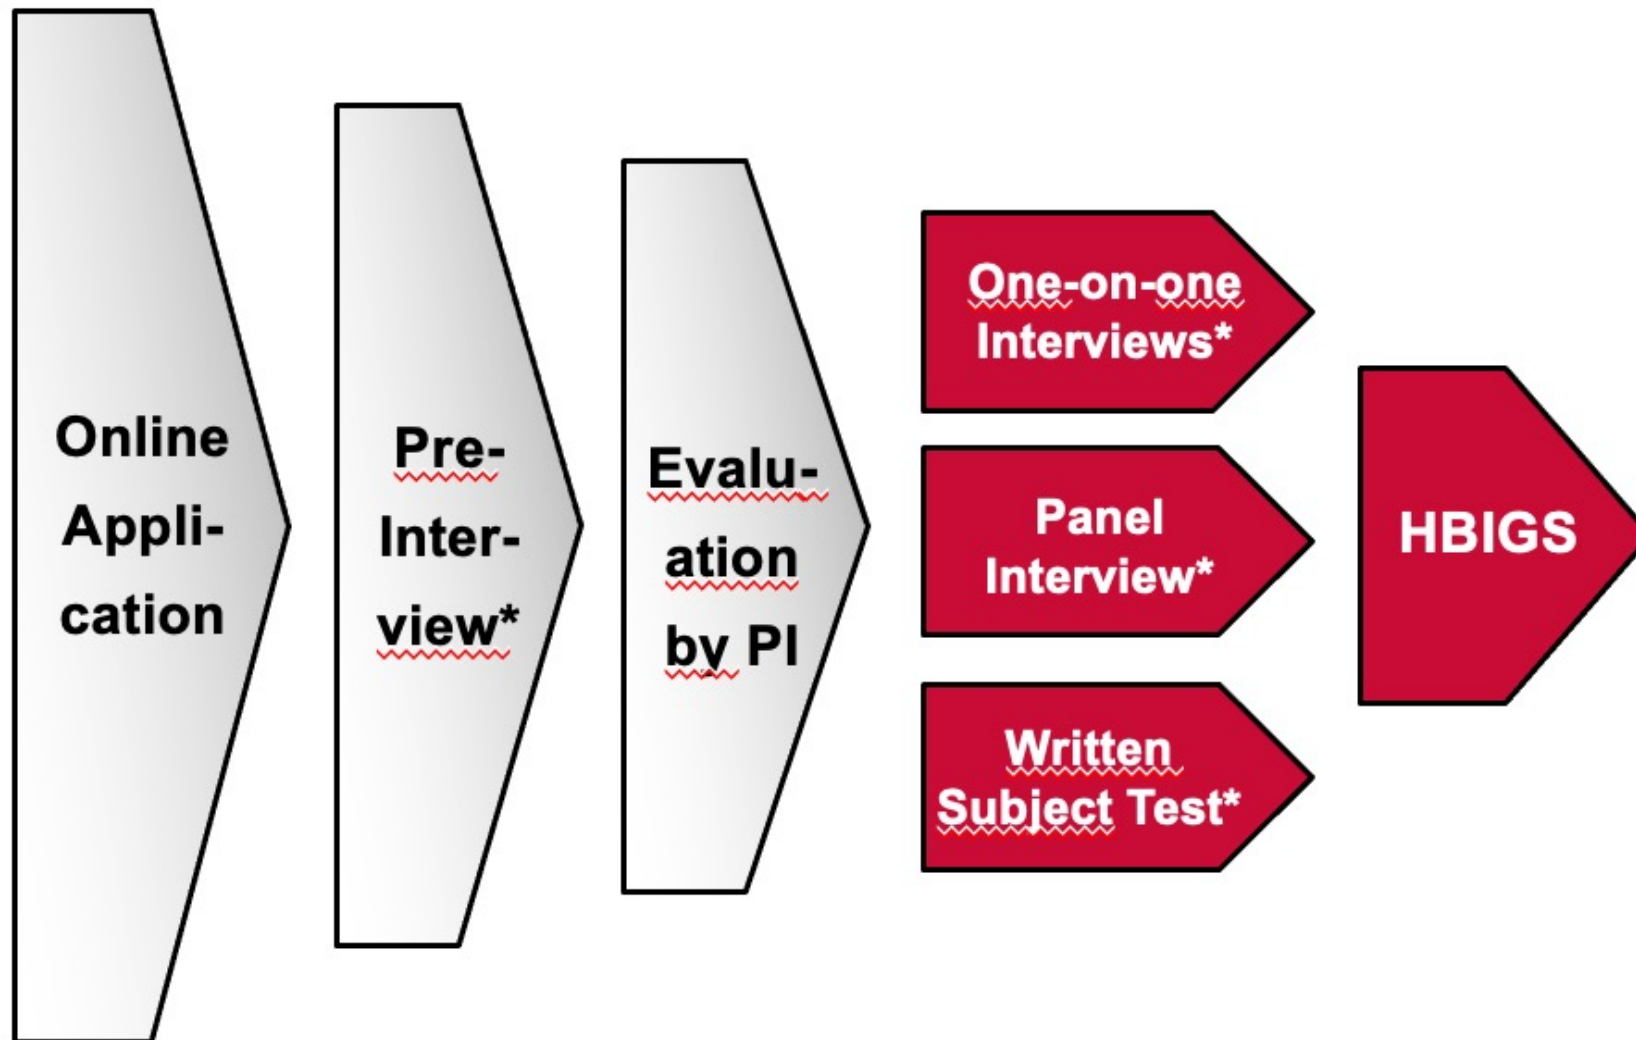 Online
Appli-
cation
Pre-
Inter-
view*
Evalu-
ation
by PI
One-on-one
Interviews*
Panel
Interview*
Written
Subject Test*
HBIGS